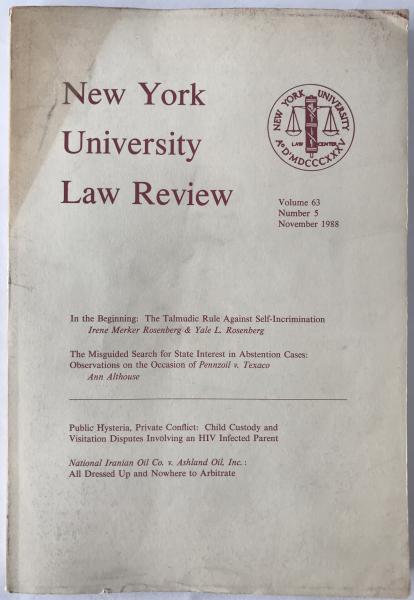 New York
University
Law Review
NEW YORK UNIVERSITY
LAW CENTER
Aº D' MDCCCXXXV
Volume 63
Number 5
November 1988
In the Beginning: The Talmudic Rule Against Self-Incrimination
Irene Merker Rosenberg & Yale L. Rosenberg
The Misguided Search for State Interest in Abstention Cases:
Observations on the Occasion of Pennzoil v. Texaco
Ann Althouse
Public Hysteria, Private Conflict: Child Custody and
Visitation Disputes Involving an HIV Infected Parent
National Iranian Oil Co. v. Ashland Oil, Inc.:
All Dressed Up and Nowhere to Arbitrate